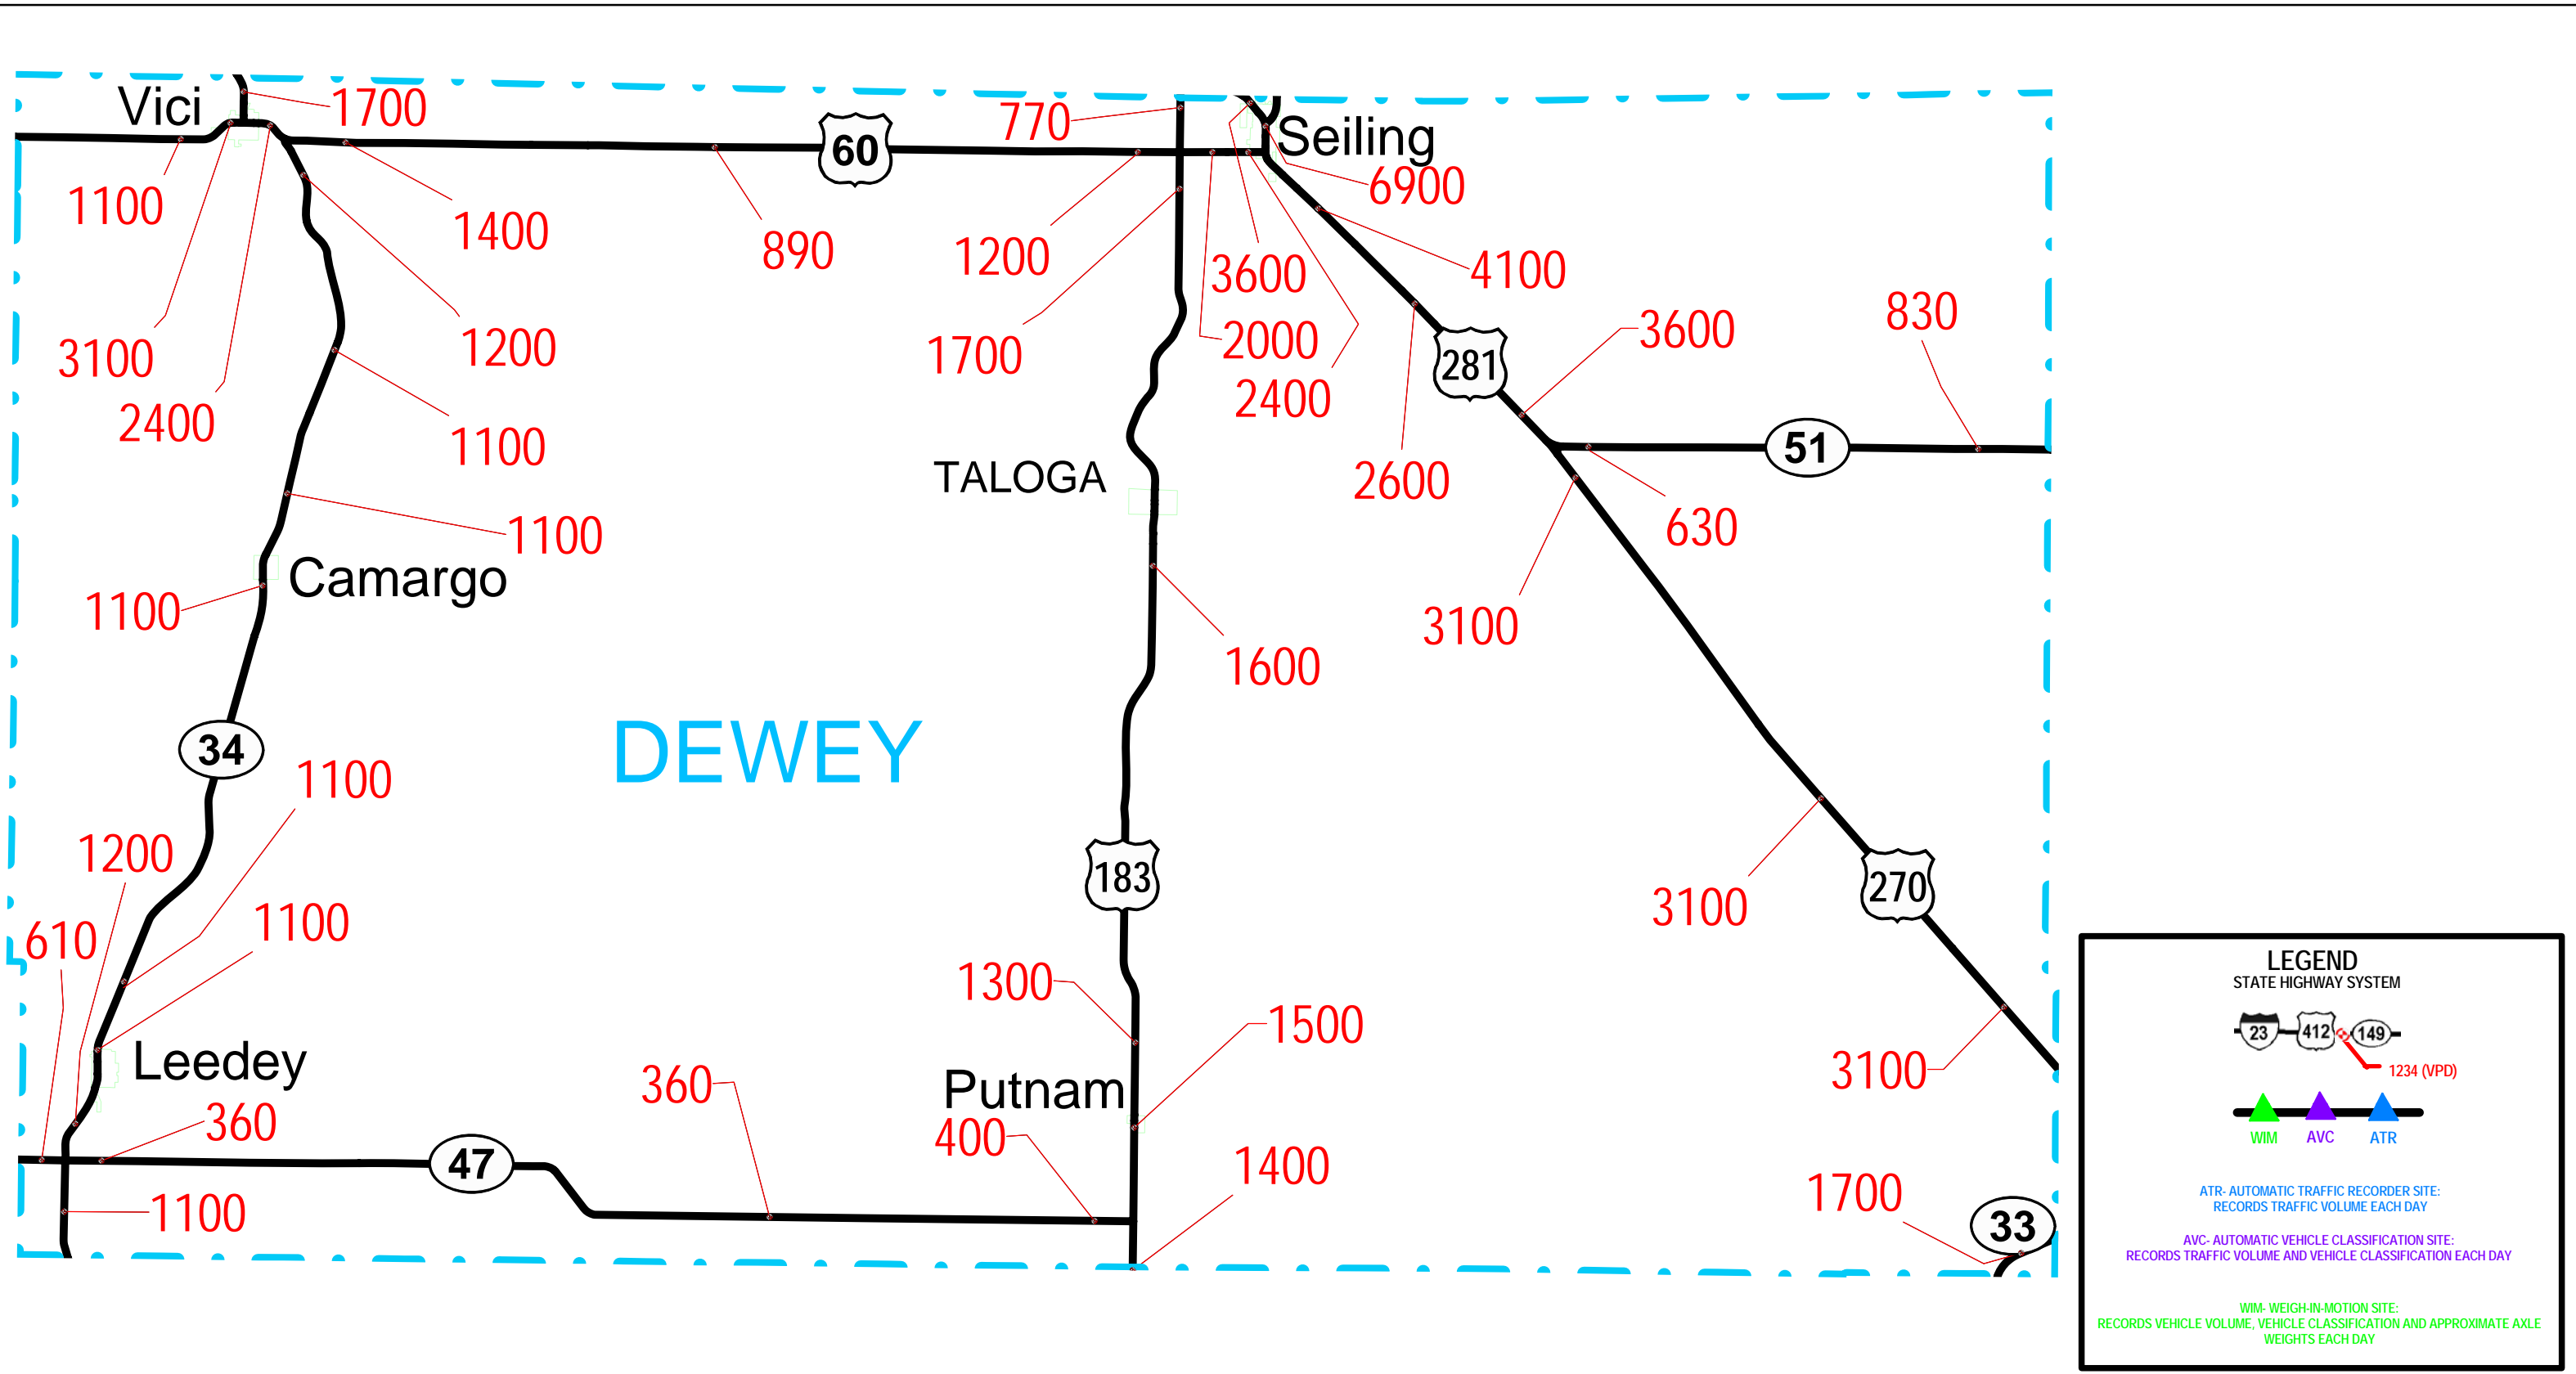 Vici
1700
770
Seiling
60
6900
1100
1400
890
1200
3600
4100
830
3100
1200
1700
2000
3600
281
2400
2400
1100
51
TALOGA
2600
630
1100
Camargo
1100
3100
1600
34
DEWEY
1100
1200
183
270
1100
3100
610
LEGEND
STATE HIGHWAY SYSTEM
1300
1500
23
412
149
Leedey
360
Putnam
3100
1234 (VPD)
360
400
WIM
AVC
ATR
47
1400
1100
1700
33
ATR- AUTOMATIC TRAFFIC RECORDER SITE:
RECORDS TRAFFIC VOLUME EACH DAY
AVC- AUTOMATIC VEHICLE CLASSIFICATION SITE:
RECORDS TRAFFIC VOLUME AND VEHICLE CLASSIFICATION EACH DAY
WIM- WEIGH-IN-MOTION SITE:
RECORDS VEHICLE VOLUME, VEHICLE CLASSIFICATION AND APPROXIMATE AXLE
WEIGHTS EACH DAY